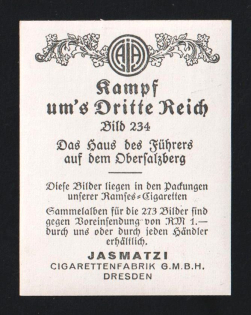 AJA
Kampf
um's Dritte Reich
Bild 234
Das Haus des Führers
auf dem Obersalzberg
Diese Bilder liegen in den Packungen
unserer Ramses=Cigaretten
Sammelalben für die 273 Bilder sind
gegen Voreinsendung von RM 1.—
durch uns oder durch jeden Händler
erhältlich.
JASMATZI
CIGARETTENFABRIK G.M.B.H.
DRESDEN